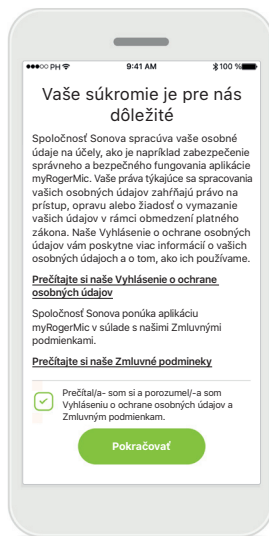 ●●●○○ PH 9:41 AM 100 %
Vaše súkromie je pre nás
dôležité
Spoločnosť Sonova spracúva vaše osobné
údaje na účely, ako je napríklad zabezpečenie
správneho a bezpečného fungovania aplikácie
myRogerMic. Vaše práva týkajúce sa spracovania
vašich osobných údajov zahŕňajú právo na
prístup, opravu alebo žiadosť o vymazanie
vašich údajov v rámci obmedzení platného
zákona. Naše Vyhlásenie o ochrane osobných
údajov vám poskytne viac informácií o vašich
osobných údajoch a o tom, ako ich používame.
Prečítajte si naše Vyhlásenie o ochrane
osobných údajov
Spoločnosť Sonova ponúka aplikáciu
myRogerMic v súlade s našimi Zmluvnými
podmienkami.
Prečítajte si naše Zmluvné podmineky
Prečítal/a- som si a porozumel/-a som
Vyhláseniu o ochrane osobných údajov a
Zmluvným podmienkam.
Pokračovať